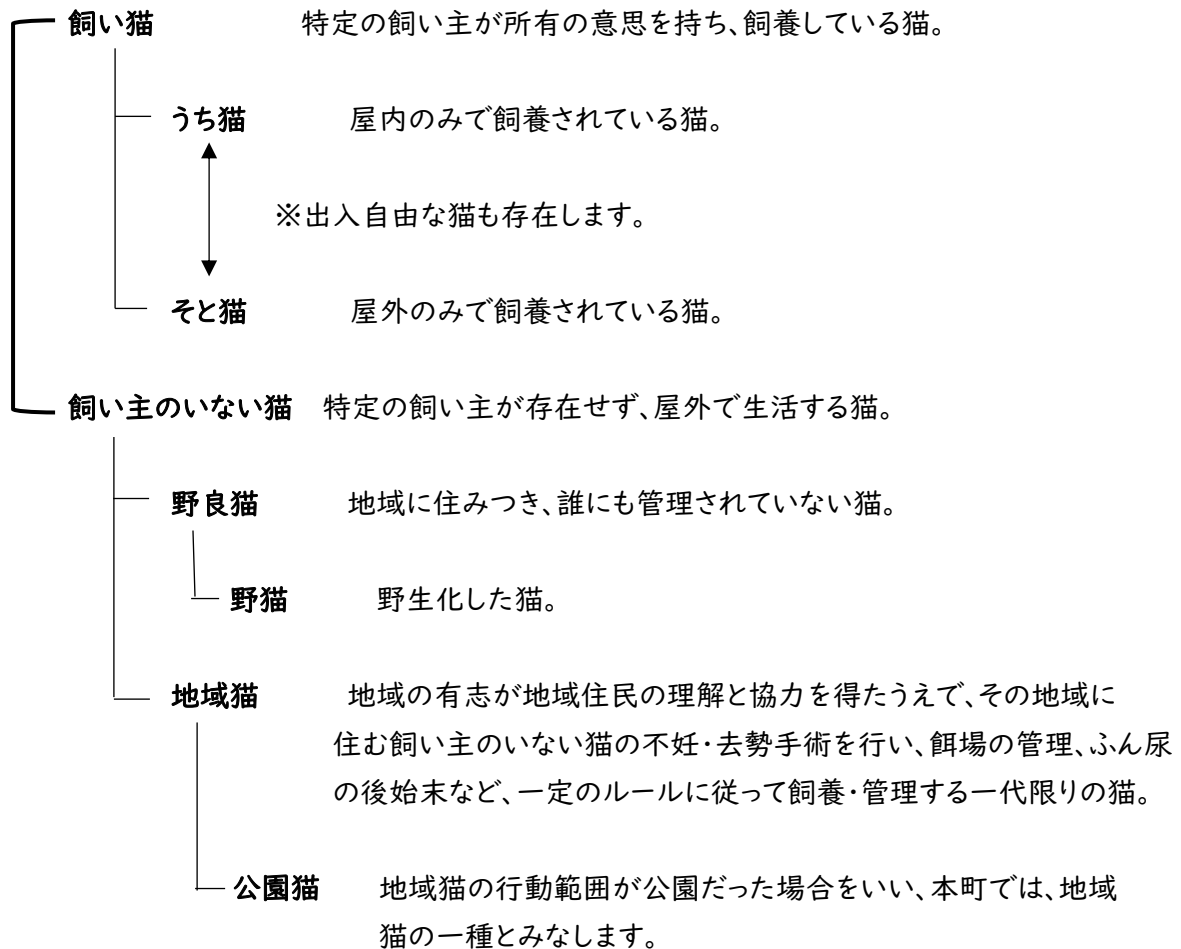 飼い猫 特定の飼い主が所有の意思を持ち、飼養している猫。
うち猫 屋内のみで飼養されている猫。
※出入自由な猫も存在します。
そと猫 屋外のみで飼養されている猫。
飼い主のいない猫 特定の飼い主が存在せず、屋外で生活する猫。
野良猫 地域に住みつき、誰にも管理されていない猫。
野猫 野生化した猫。
地域猫 地域の有志が地域住民の理解と協力を得たうえで、その地域に
住む飼い主のいない猫の不妊・去勢手術を行い、餌場の管理、ふん尿
の後始末など、一定のルールに従って飼養・管理する一代限りの猫。
公園猫 地域猫の行動範囲が公園だった場合をいい、本町では、地域
猫の一種とみなします。